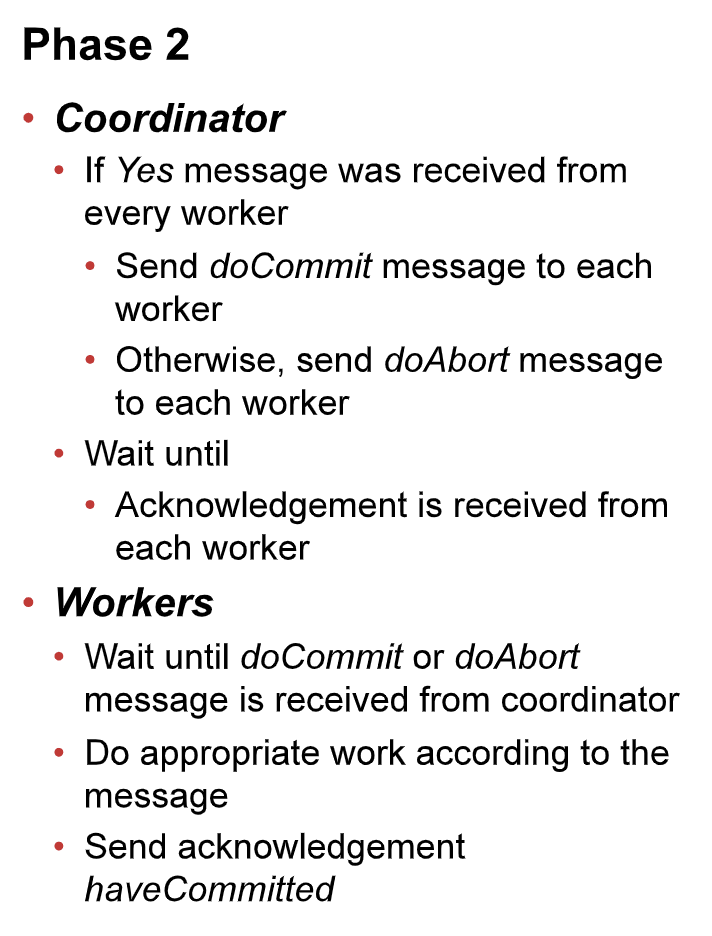 Phase 2
• Coordinator
• If Yes message was received from
every worker
• Send doCommit message to each
worker
• Otherwise, send doAbort message
to each worker
• Wait until
• Acknowledgement is received from
each worker
• Workers
• Wait until doCommit or doAbort
message is received from coordinator
• Do appropriate work according to the
message
• Send acknowledgement
haveCommitted